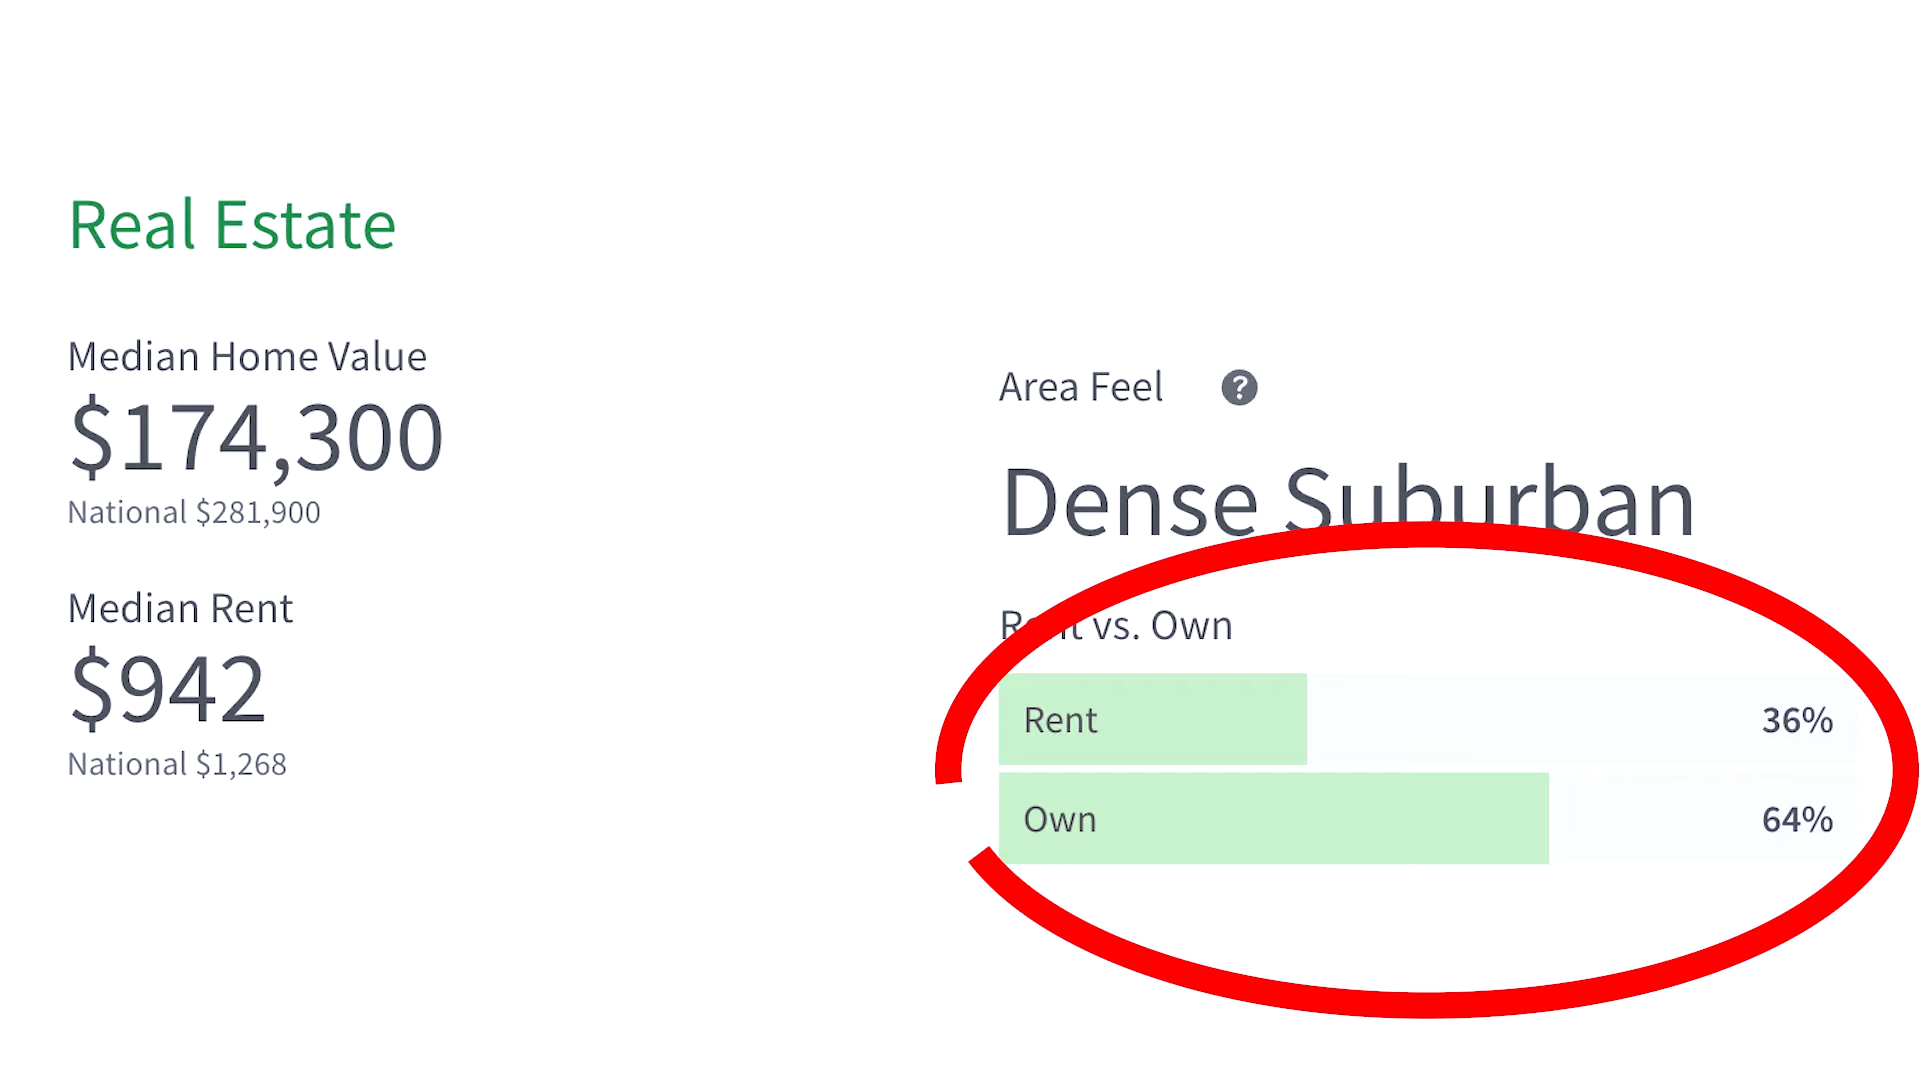 Real Estate
Median Home Value
$174,300
National $281,900
Median Rent
$942
National $1,268
Area Feel ?
Dense Suburban
Rent vs. Own
Rent 36%
Own 64%